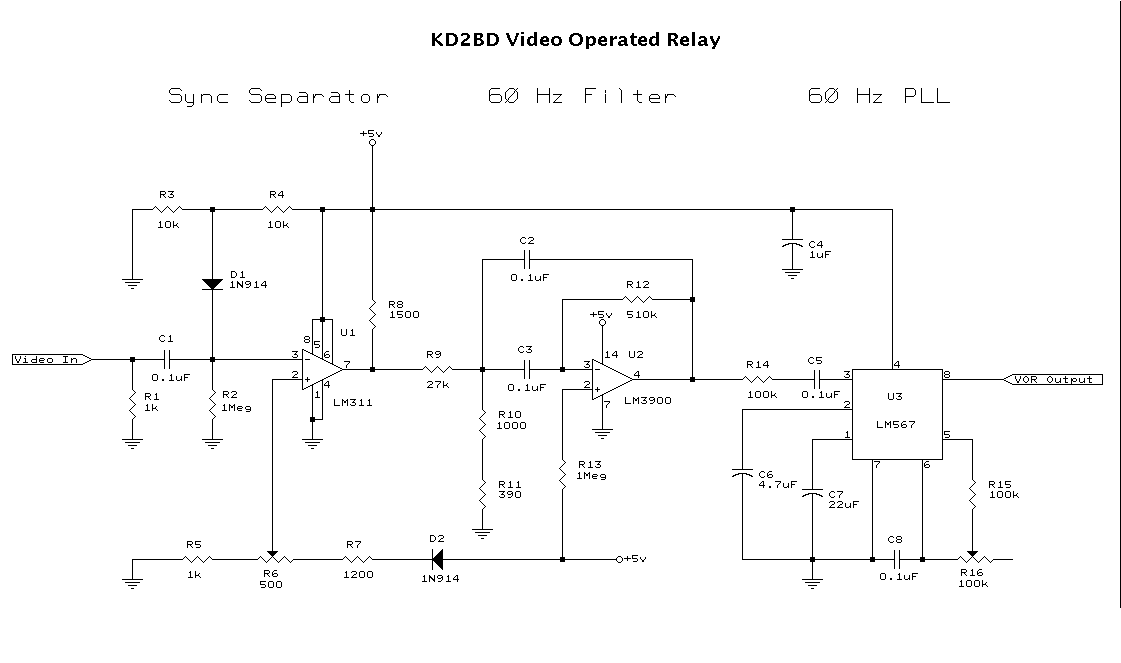 KD2BD Video Operated Relay
Sync Separator
60 Hz Filter
60 Hz PLL
+5v
R3
10k
R4
10k
D1
1N914
C2
0.1uF
C4
1uF
R8
1500
R12
510k
+5v
Video In
C1
0.1uF
R1
1k
R2
1Meg
8
5
6
3
2
7
1
4
-
+
U1
LM311
R9
27k
C3
0.1uF
14
3
2
4
7
-
+
U2
LM3900
R10
1000
R11
390
R13
1Meg
R14
100k
C5
0.1uF
4
3
8
2
1
5
7
6
U3
LM567
VOR Output
C6
4.7uF
C7
22uF
R15
100k
R5
1k
R6
500
R7
1200
D2
1N914
+5v
C8
0.1uF
R16
100k